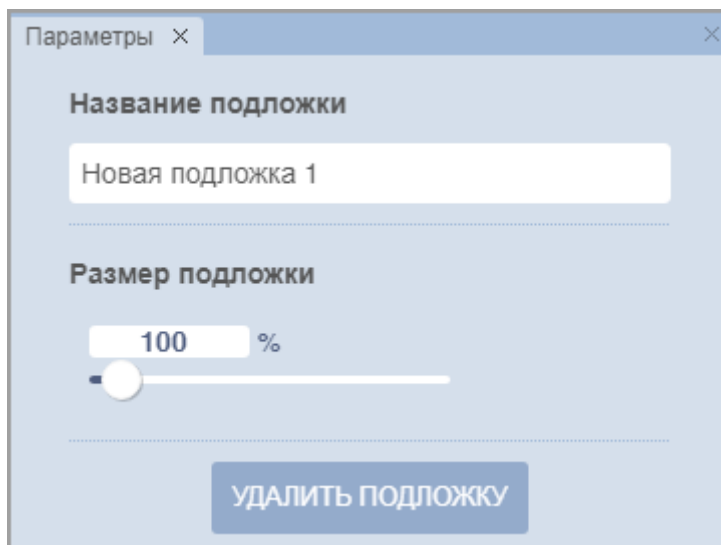 Параметры
Название подложки
Новая подложка 1
Размер подложки
100 %
УДАЛИТЬ ПОДЛОЖКУ